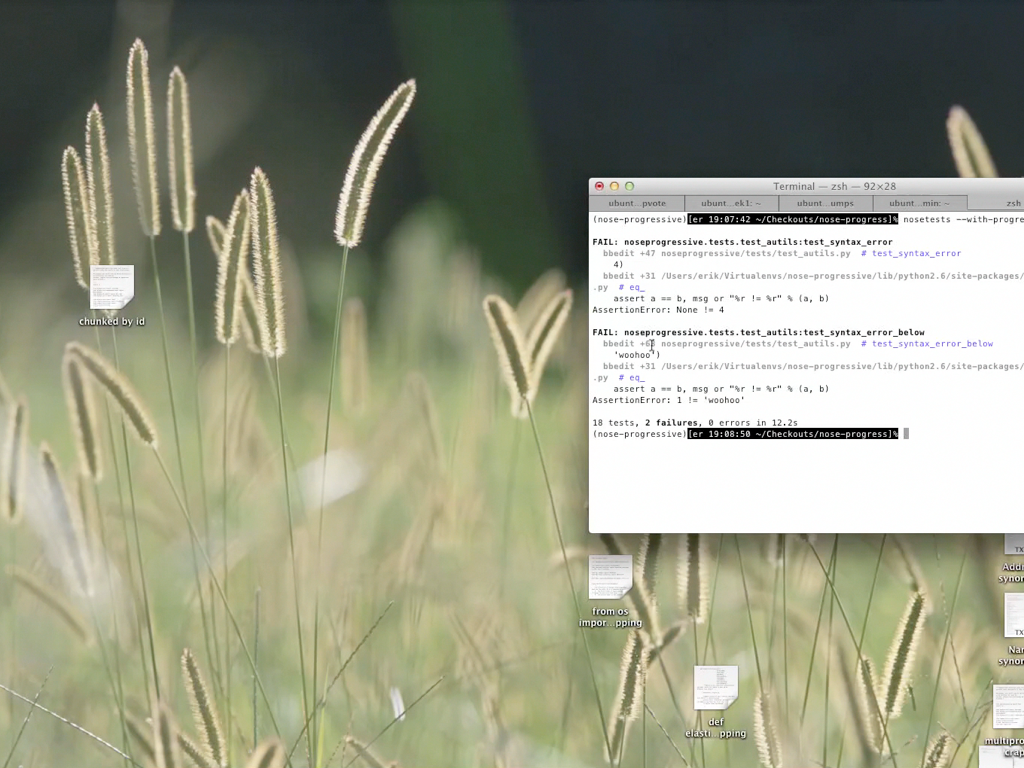 Terminal — zsh — 92×28
ubunt...pvote ubunt...ek1: ~ ubunt...umps ubunt...min: ~ zsh
(nose-progressive)[er 19:07:42 ~/Checkouts/nose-progress]% nosetests --with-progre
FAIL: noseprogressive.tests.test_autils:test_syntax_error
bbedit +47 noseprogressive/tests/test_autils.py # test_syntax_error
4)
bbedit +31 /Users/erik/Virtualenvs/nose-progressive/lib/python2.6/site-packages/
.py # eq_
assert a == b, msg or "%r != %r" % (a, b)
AssertionError: None != 4
FAIL: noseprogressive.tests.test_autils:test_syntax_error_below
bbedit noseprogressive/tests/test_autils.py # test_syntax_error_below
'woohoo')
bbedit +31 /Users/erik/Virtualenvs/nose-progressive/lib/python2.6/site-packages/
.py # eq_
assert a == b, msg or "%r != %r" % (a, b)
AssertionError: 1 != 'woohoo'
18 tests, 2 failures, 0 errors in 12.2s
(nose-progressive)[er 19:08:50 ~/Checkouts/nose-progress]%
chunked by id
from os
impor...pping
def
elasti...pping
TX
Addi
synor
TX
Nar
synor
multipro
crap